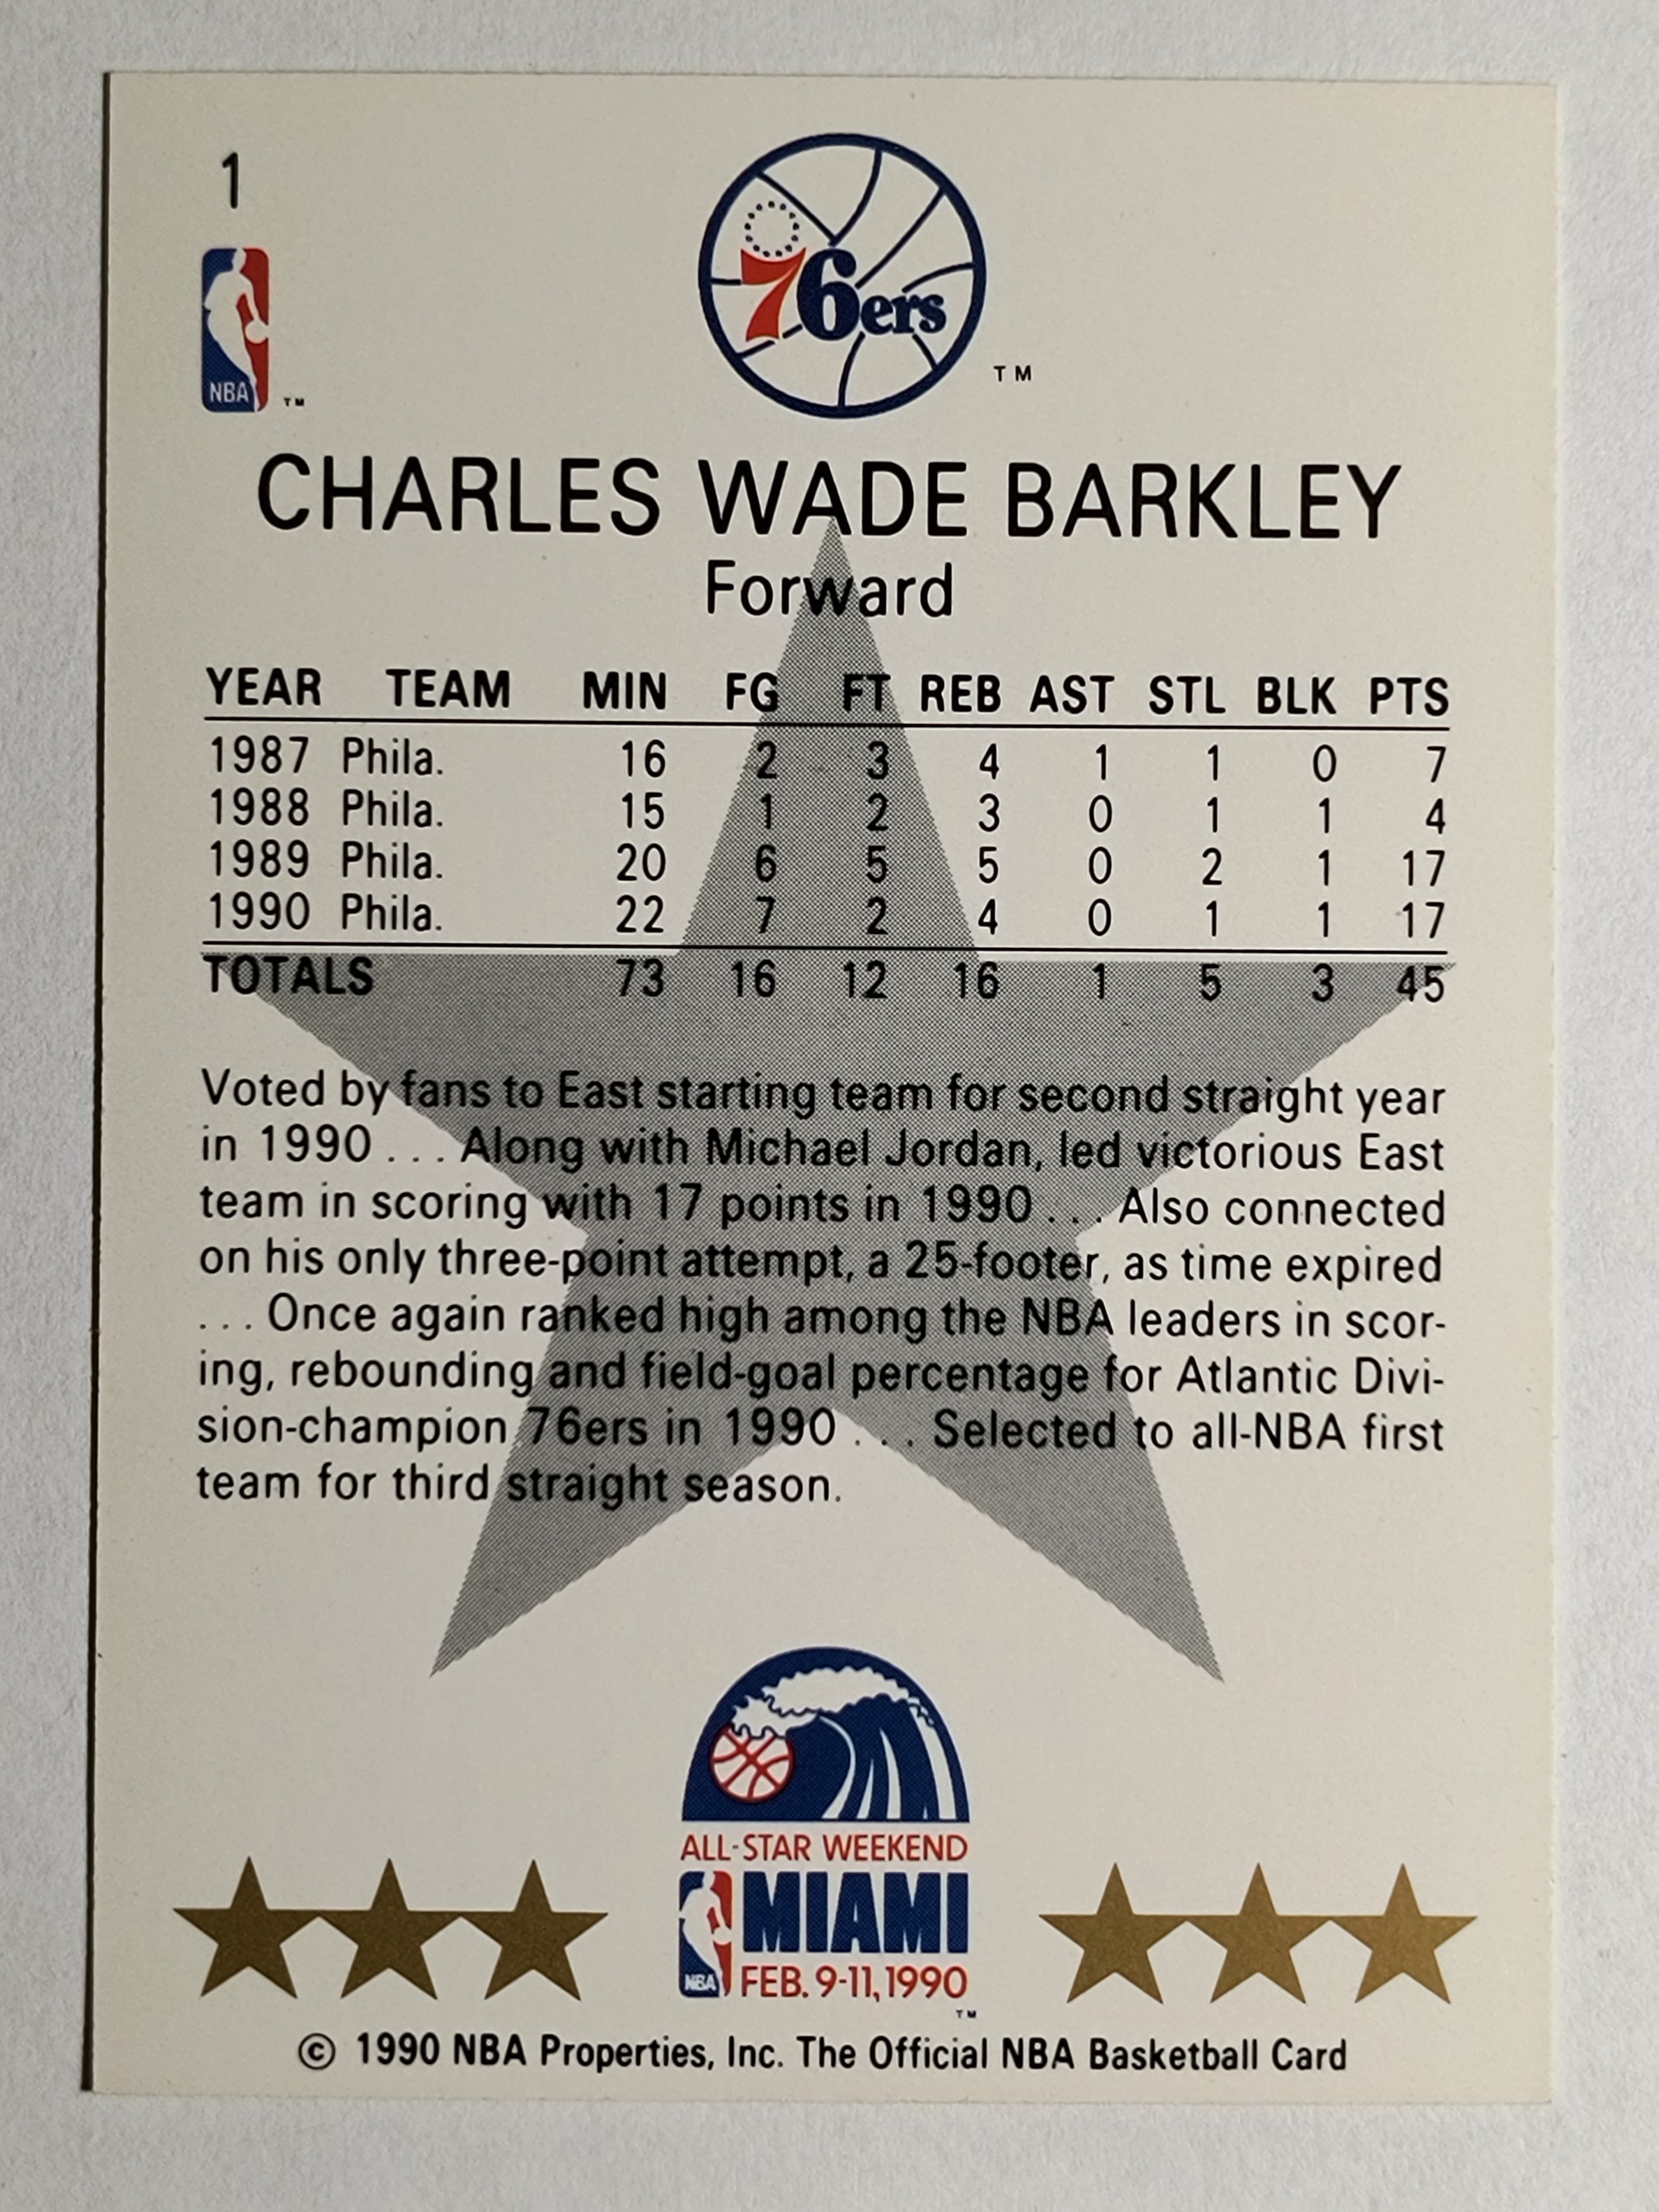 1
76ers
TM
NBA
TM
CHARLES WADE BARKLEY
Forward
YEAR TEAM MIN FG FT REB AST STL BLK PTS
1987 Phila. 16 2 3 4 1 1 0 7
1988 Phila. 15 1 2 3 0 1 1 4
1989 Phila. 20 6 5 5 0 2 1 17
1990 Phila. 22 7 2 4 0 1 1 17
TOTALS 73 16 12 16 1 5 3 45
Voted by fans to East starting team for second straight year
in 1990 . . . Along with Michael Jordan, led victorious East
team in scoring with 17 points in 1990 . . . Also connected
on his only three-point attempt, a 25-footer, as time expired
. . . Once again ranked high among the NBA leaders in scor-
ing, rebounding and field-goal percentage for Atlantic Divi-
sion-champion 76ers in 1990 . . . Selected to all-NBA first
team for third straight season.
ALL-STAR WEEKEND
MIAMI
NBA FEB. 9-11, 1990
TM
© 1990 NBA Properties, Inc. The Official NBA Basketball Card